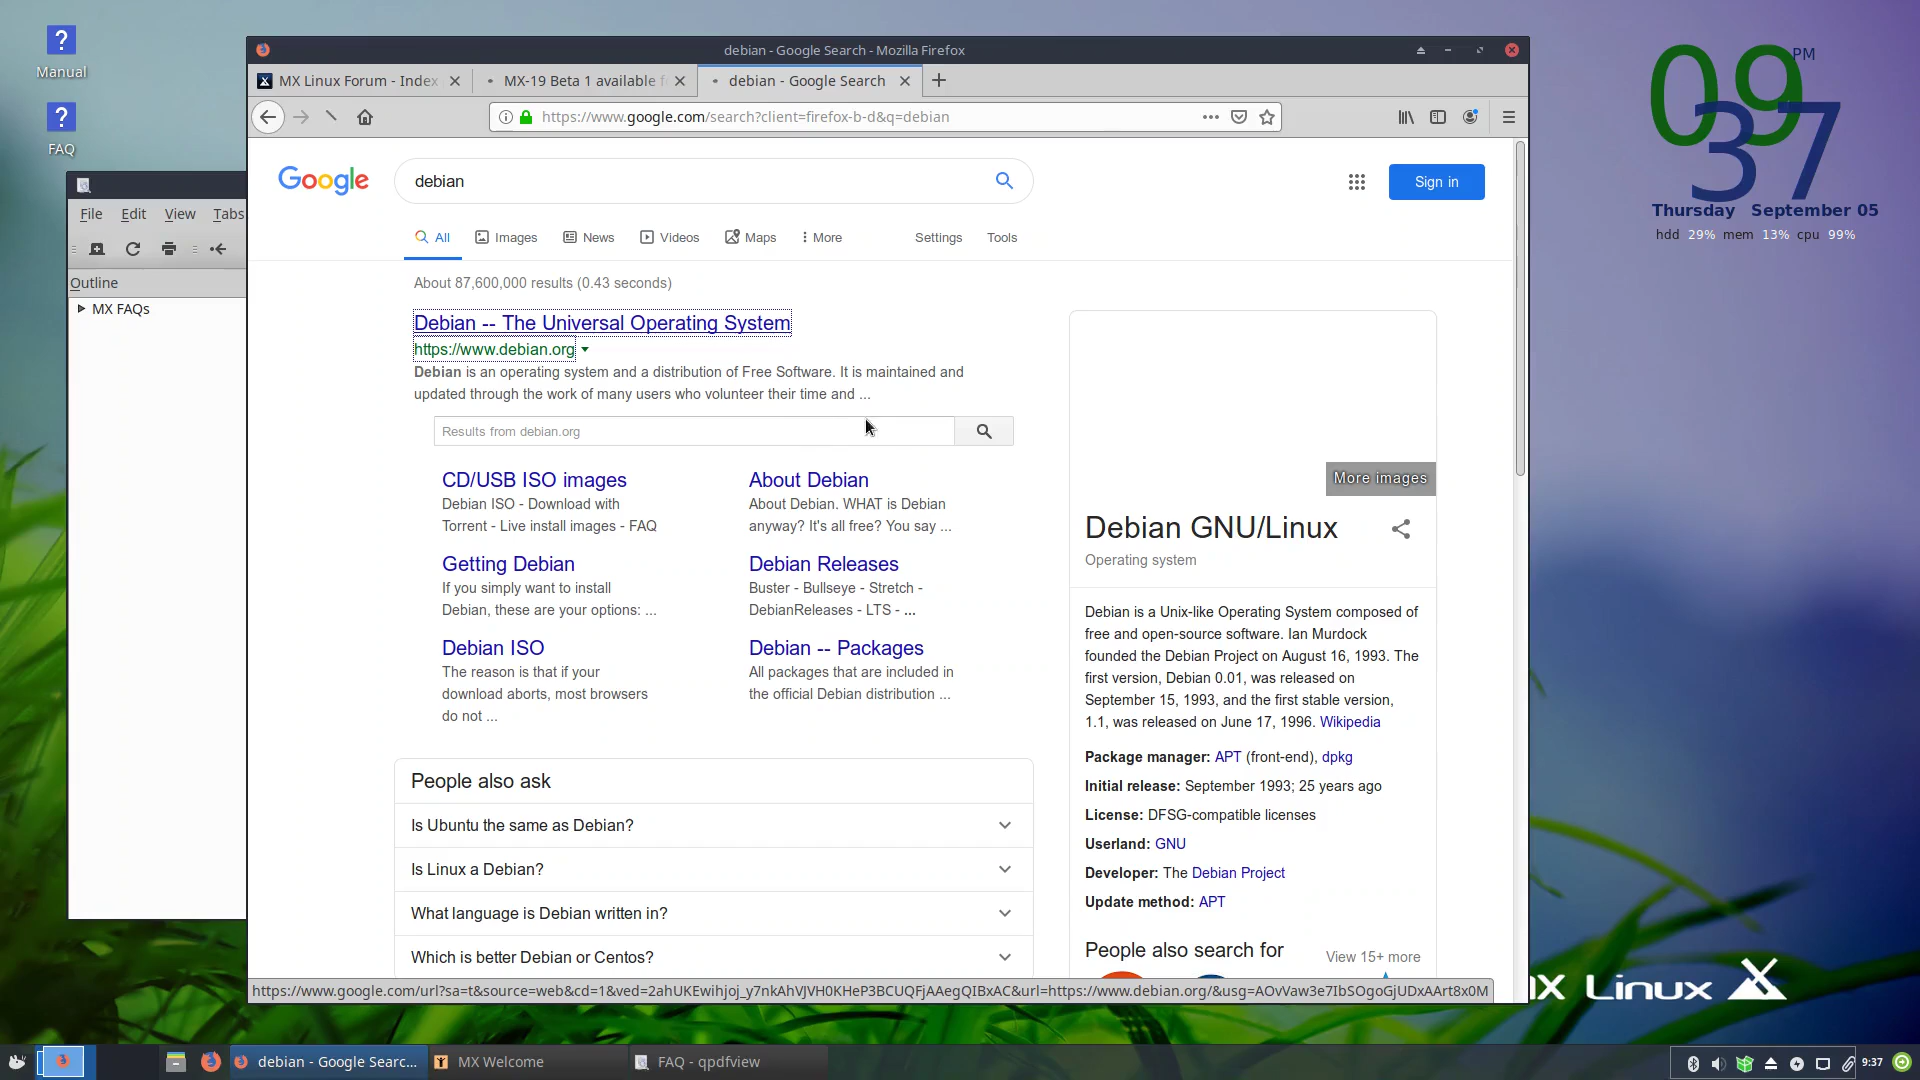 Manual
FAQ
File Edit View Tabs
Outline
MX FAQs
debian - Google Search - Mozilla Firefox
MX Linux Forum - Index
MX-19 Beta 1 available f
debian - Google Search
https://www.google.com/search?client=firefox-b-d&q=debian
Google
debian
Sign in
All Images News Videos Maps More Settings Tools
About 87,600,000 results (0.43 seconds)
Debian -- The Universal Operating System
https://www.debian.org
Debian is an operating system and a distribution of Free Software. It is maintained and
updated through the work of many users who volunteer their time and ...
Results from debian.org
CD/USB ISO images
Debian ISO - Download with
Torrent - Live install images - FAQ
About Debian
About Debian. WHAT is Debian
anyway? It's all free? You say ...
Getting Debian
If you simply want to install
Debian, these are your options: ...
Debian Releases
Buster - Bullseye - Stretch -
DebianReleases - LTS - ...
Debian ISO
The reason is that if your
download aborts, most browsers
do not ...
Debian -- Packages
All packages that are included in
the official Debian distribution ...
People also ask
Is Ubuntu the same as Debian?
Is Linux a Debian?
What language is Debian written in?
Which is better Debian or Centos?
More images
Debian GNU/Linux
Operating system
Debian is a Unix-like Operating System composed of
free and open-source software. Ian Murdock
founded the Debian Project on August 16, 1993. The
first version, Debian 0.01, was released on
September 15, 1993, and the first stable version,
1.1, was released on June 17, 1996. Wikipedia
Package manager: APT (front-end), dpkg
Initial release: September 1993; 25 years ago
License: DFSG-compatible licenses
Userland: GNU
Developer: The Debian Project
Update method: APT
People also search for
View 15+ more
https://www.google.com/url?sa=t&source=web&cd=1&ved=2ahUKEwihjoj_y7nkAhVJVH0KHeP3BCUQFjAAegQIBxAC&url=https://www.debian.org/&usg=AOvVaw3e7IbSOgoGjUDxAArt8x0M
09 PM
37
Thursday September 05
hdd 29% mem 13% cpu 99%
MX Linux
debian - Google Searc...
MX Welcome
FAQ - qpdfview
9:37